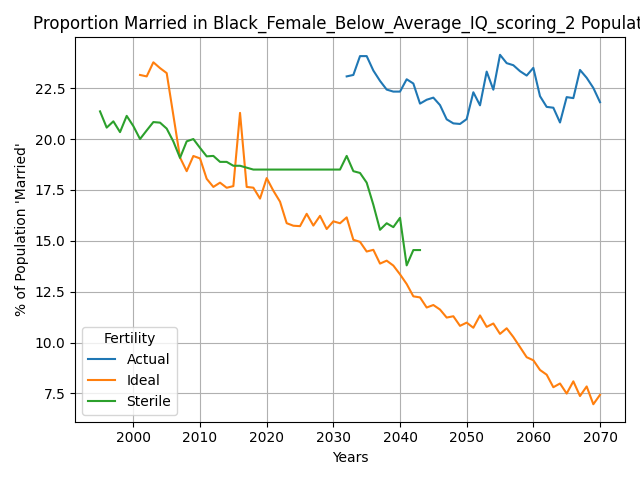 Proportion Married in Black_Female_Below_Average_IQ_scoring_2 Populat
% of Population 'Married'
22.5
20.0
17.5
15.0
12.5
10.0
7.5
Fertility
Actual
Ideal
Sterile
2000 2010 2020 2030 2040 2050 2060 2070
Years